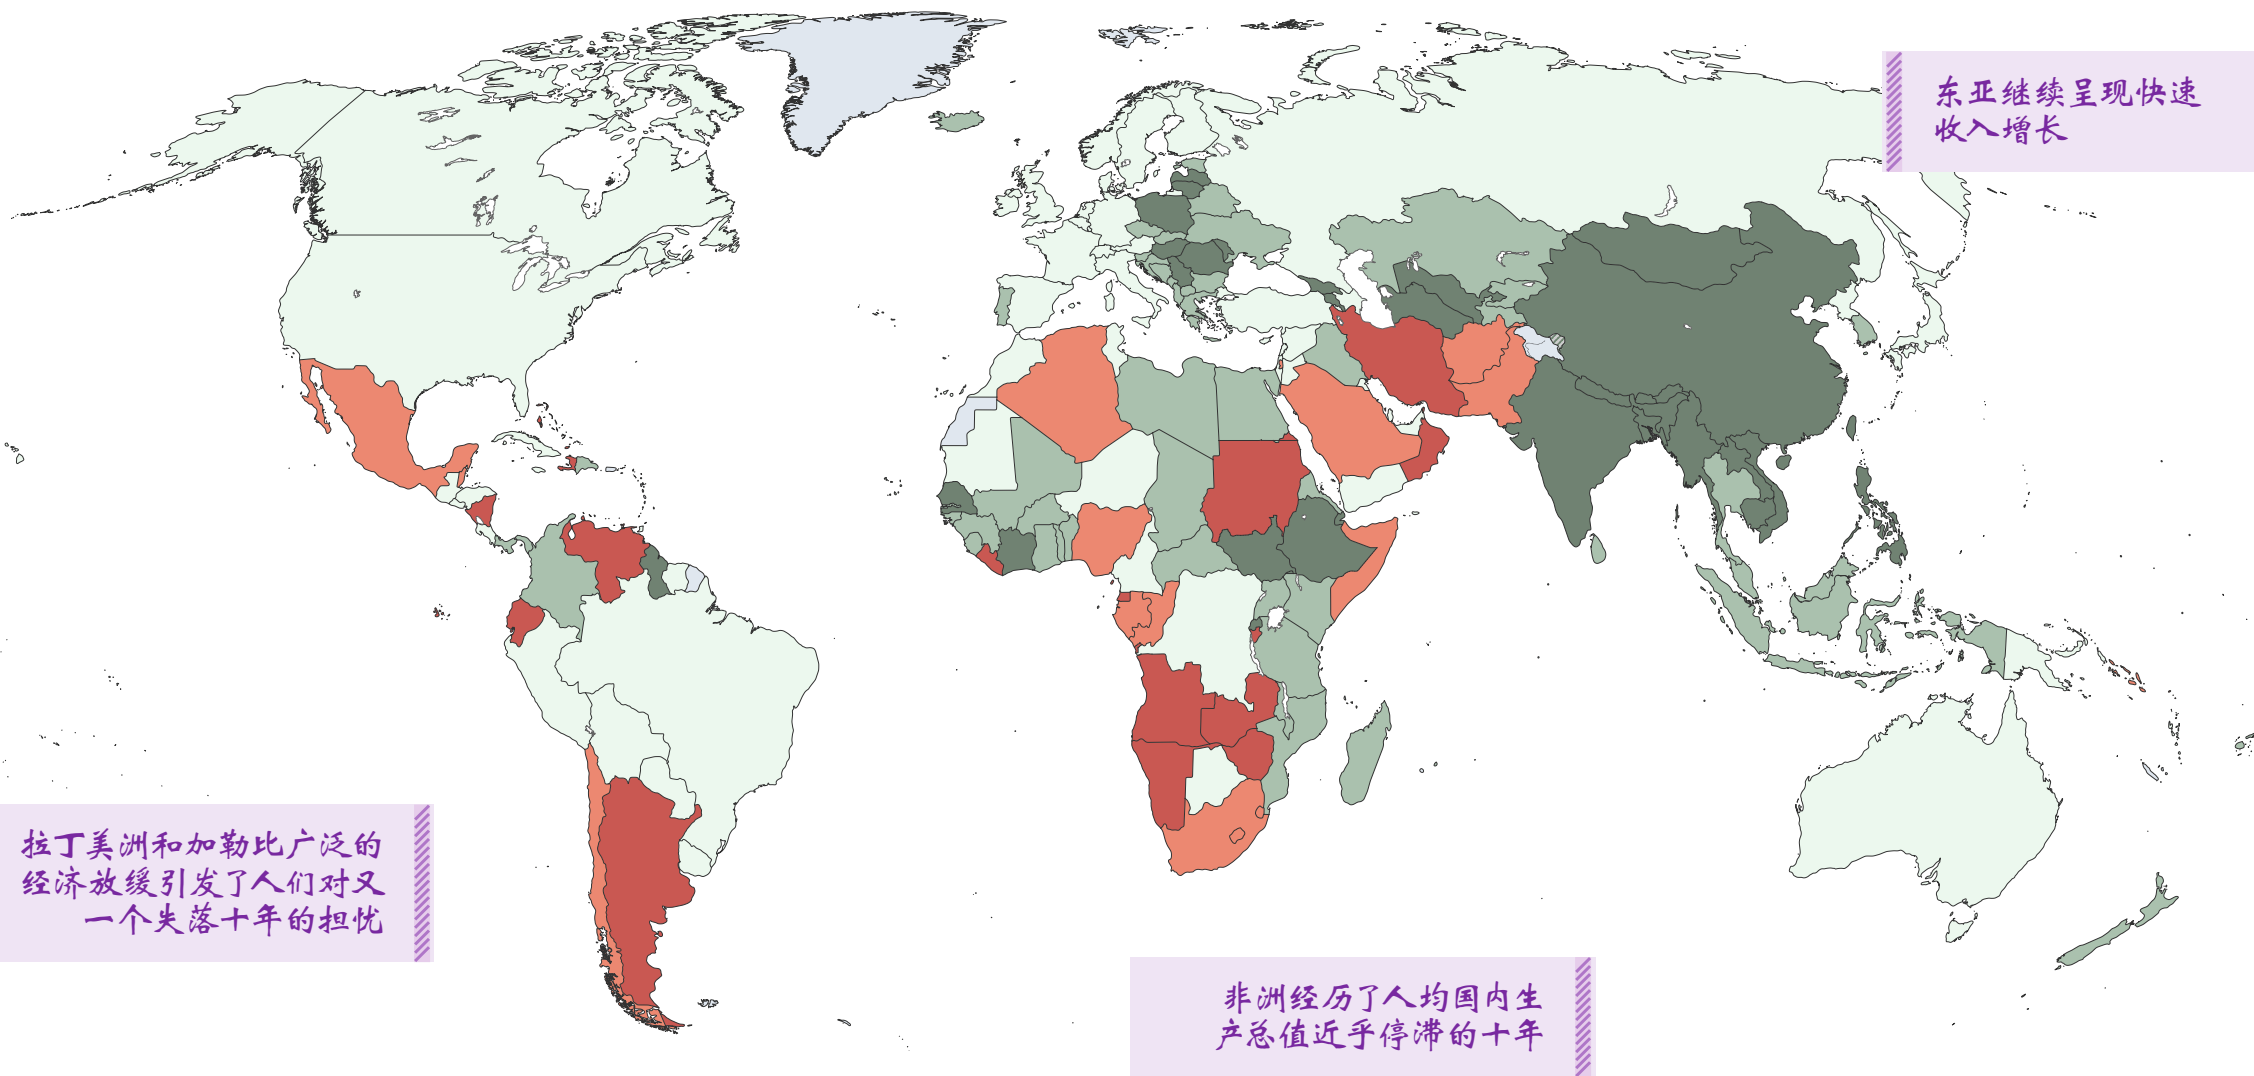 东亚继续呈现快速
收入增长
拉丁美洲和加勒比广泛的
经济放缓引发了人们对又
一个失落十年的担忧
非洲经历了人均国内生
产总值近乎停滞的十年